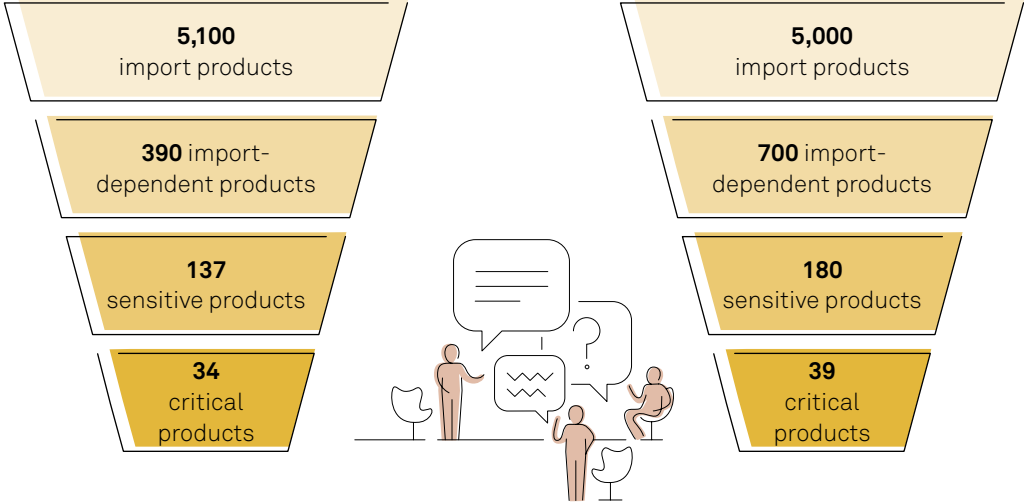 5,100
import products
390 import-
dependent products
137
sensitive products
34
critical
products
5,000
import products
700 import-
dependent products
180
sensitive products
39
critical
products
?